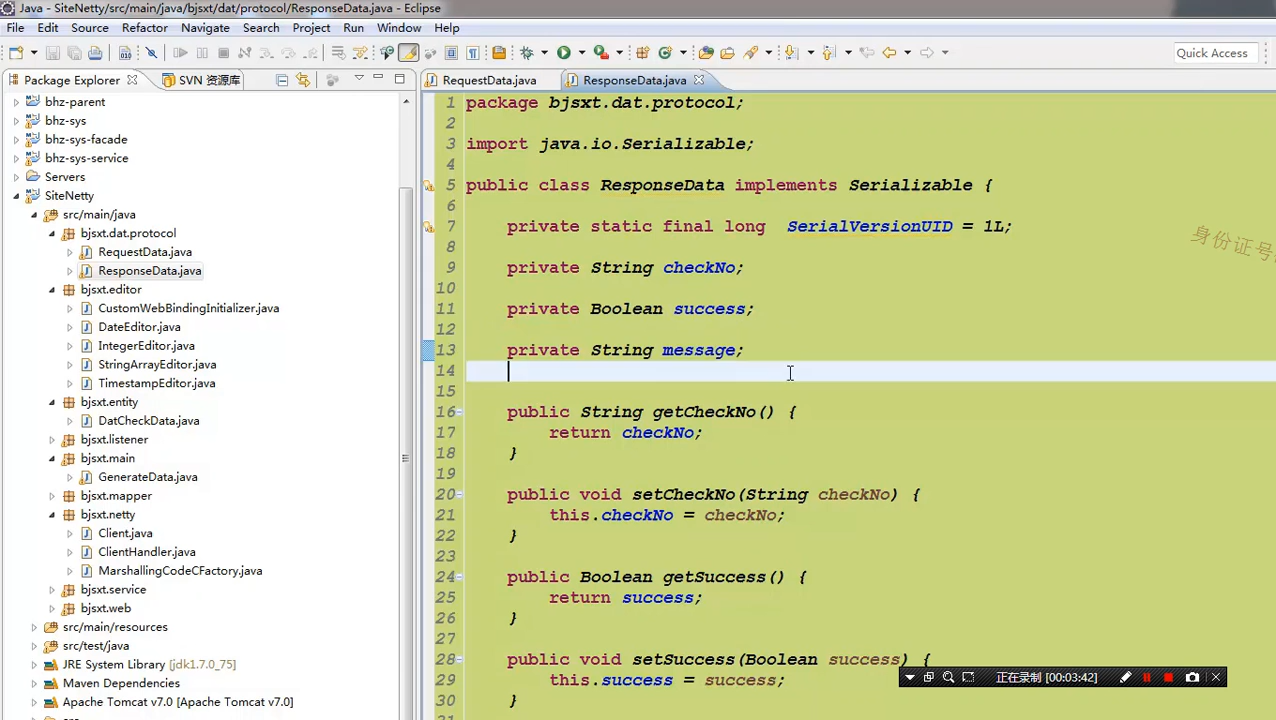 Java - SiteNetty/src/main/java/bjsxt/dat/protocol/ResponseData.java - Eclipse
File Edit Source Refactor Navigate Search Project Run Window Help
Quick Access
Package Explorer SVN 资源库
RequestData.java ResponseData.java
bhz-parent
bhz-sys
bhz-sys-facade
bhz-sys-service
Servers
SiteNetty
src/main/java
bjsxt.dat.protocol
RequestData.java
ResponseData.java
bjsxt.editor
CustomWebBindingInitializer.java
DateEditor.java
IntegerEditor.java
StringArrayEditor.java
TimestampEditor.java
bjsxt.entity
DatCheckData.java
bjsxt.listener
bjsxt.main
GenerateData.java
bjsxt.mapper
bjsxt.netty
Client.java
ClientHandler.java
MarshallingCodeCFactory.java
bjsxt.service
bjsxt.web
src/main/resources
src/test/java
JRE System Library [jdk1.7.0_75]
Maven Dependencies
Apache Tomcat v7.0 [Apache Tomcat v7.0]
1 package bjsxt.dat.protocol;
2
3 import java.io.Serializable;
4
5 public class ResponseData implements Serializable {
6
7 private static final long SerialVersionUID = 1L;
8
9 private String checkNo;
10
11 private Boolean success;
12
13 private String message;
14
15
16 public String getCheckNo() {
17 return checkNo;
18 }
19
20 public void setCheckNo(String checkNo) {
21 this.checkNo = checkNo;
22 }
23
24 public Boolean getSuccess() {
25 return success;
26 }
27
28 public void setSuccess(Boolean success) {
29 this.success = success;
30 }
身份证号
正在录制 [00:03:42]